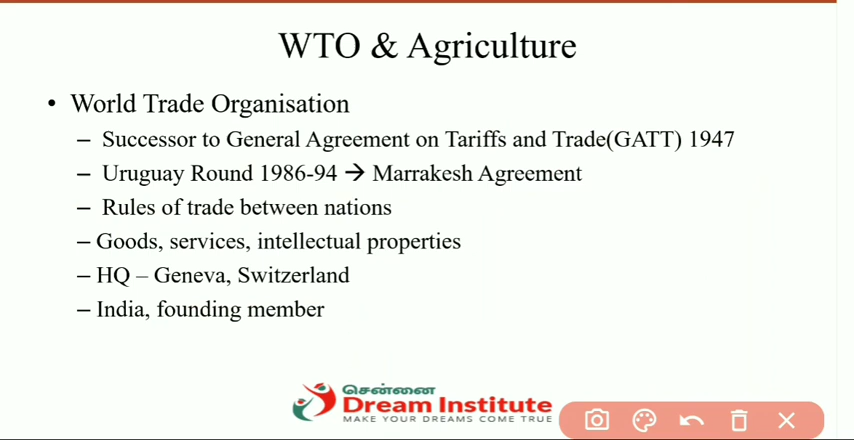 WTO & Agriculture
• World Trade Organisation
– Successor to General Agreement on Tariffs and Trade(GATT) 1947
– Uruguay Round 1986-94 → Marrakesh Agreement
– Rules of trade between nations
– Goods, services, intellectual properties
– HQ – Geneva, Switzerland
– India, founding member
சென்னை
Dream Institute
MAKE YOUR DREAMS COME TRUE